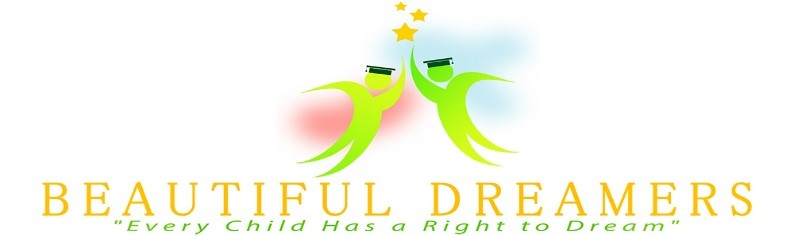 BEAUTIFUL DREAMERS
"Every Child Has a Right to Dream"